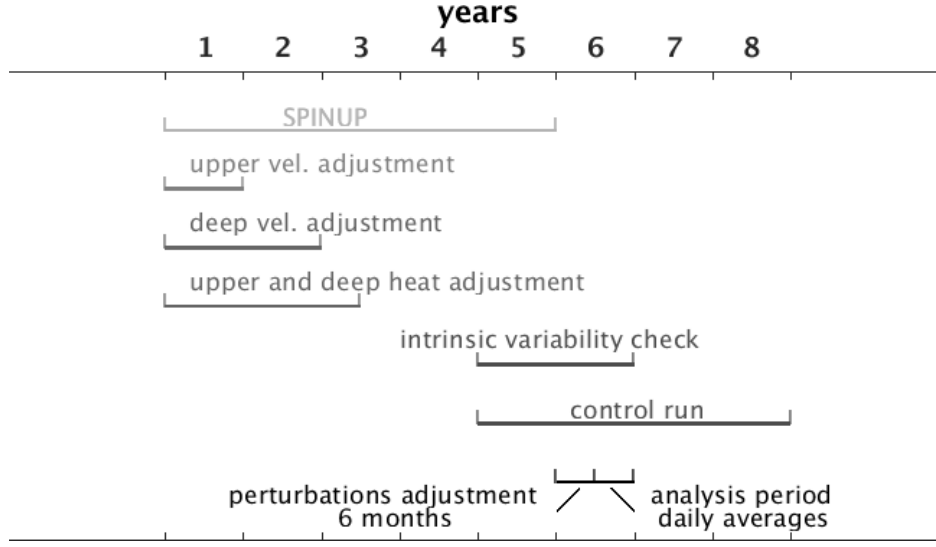 years
1 2 3 4 5 6 7 8
SPINUP
upper vel. adjustment
deep vel. adjustment
upper and deep heat adjustment
intrinsic variability check
control run
perturbations adjustment
6 months
analysis period
daily averages